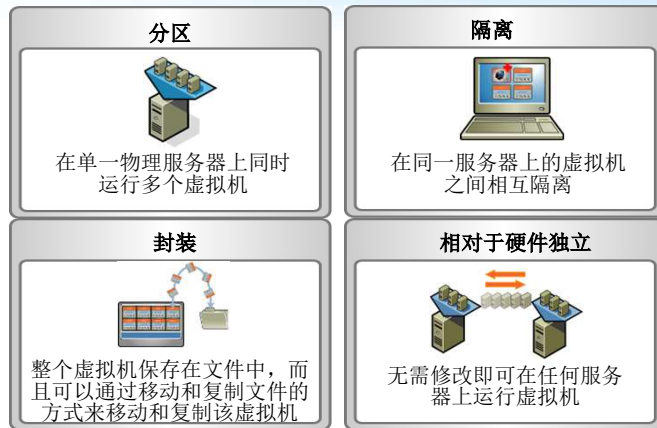 分区
在单一物理服务器上同时
运行多个虚拟机
隔离
在同一服务器上的虚拟机
之间相互隔离
封装
整个虚拟机保存在文件中，而
且可以通过移动和复制文件的
方式来移动和复制该虚拟机
相对于硬件独立
无需修改即可在任何服务
器上运行虚拟机